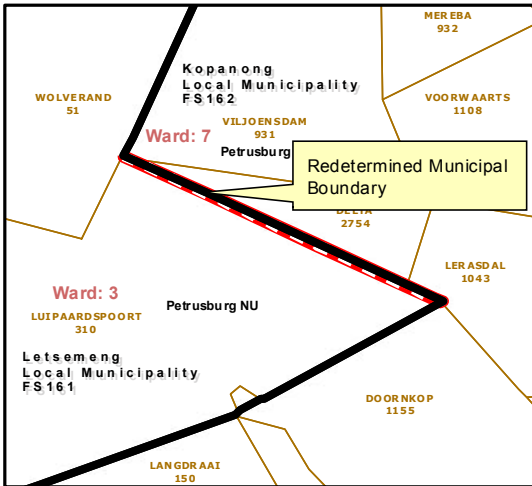 MEREBA
932
Kopanong
Local Municipality
FS162
WOLVERAND
51
VOORWAARTS
1108
VILJOENSDAM
931
Ward: 7
Petrusburg
Redetermined Municipal
Boundary
DELTA
2754
LERASDAL
1043
Ward: 3
Petrusburg NU
LUIPAARDSPOORT
310
Letsemeng
Local Municipality
FS161
DOORNKOP
1155
LANGDRAAI
150